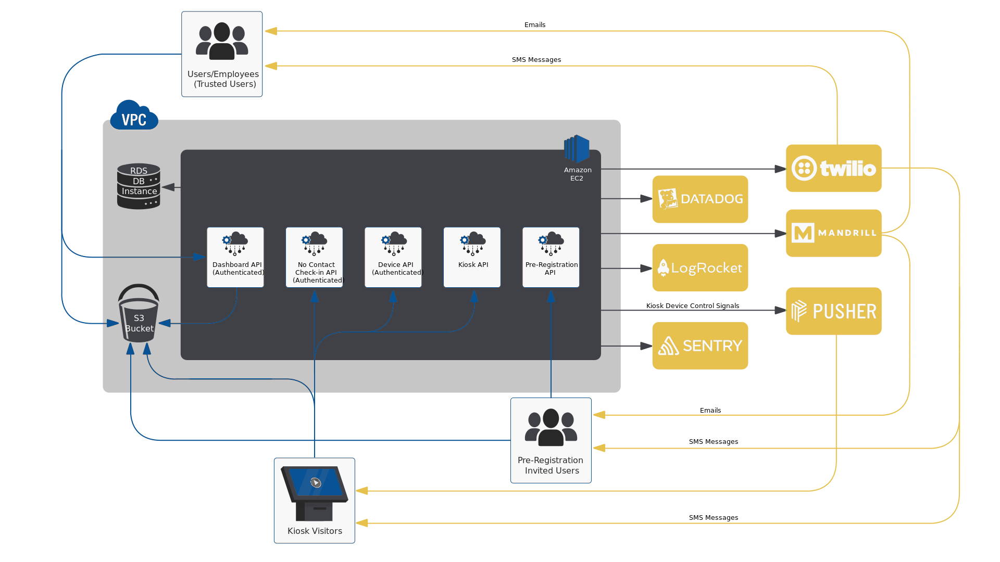 Emails
SMS Messages
Users/Employees
(Trusted Users)
VPC
Amazon
EC2
RDS
DB
Instance
twilio
DATADOG
MANDRILL
Dashboard API
(Authenticated)
No Contact
Check-in API
(Authenticated)
Device API
(Authenticated)
Kiosk API
Pre-Registration
API
LogRocket
Kiosk Device Control Signals
PUSHER
S3
Bucket
SENTRY
Emails
SMS Messages
Pre-Registration
Invited Users
SMS Messages
Kiosk Visitors